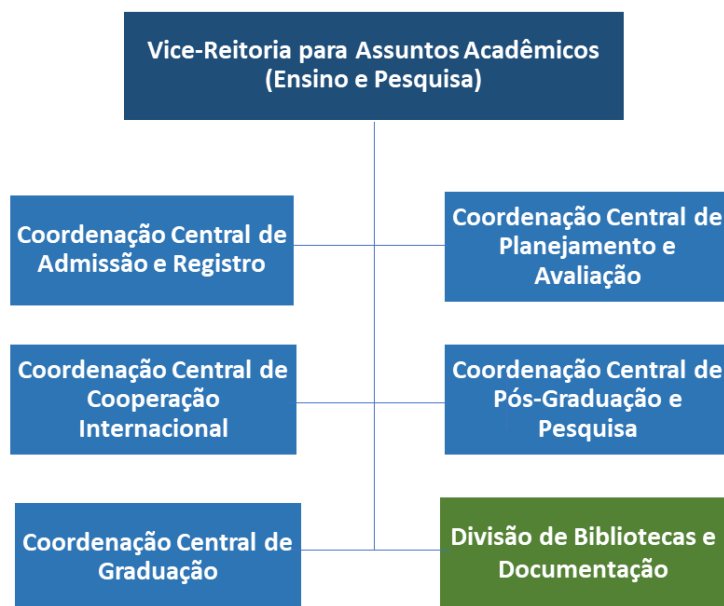 Vice-Reitoria para Assuntos Acadêmicos
(Ensino e Pesquisa)
Coordenação Central de
Admissão e Registro
Coordenação Central de
Planejamento e
Avaliação
Coordenação Central de
Cooperação
Internacional
Coordenação Central de
Pós-Graduação e
Pesquisa
Coordenação Central de
Graduação
Divisão de Bibliotecas e
Documentação